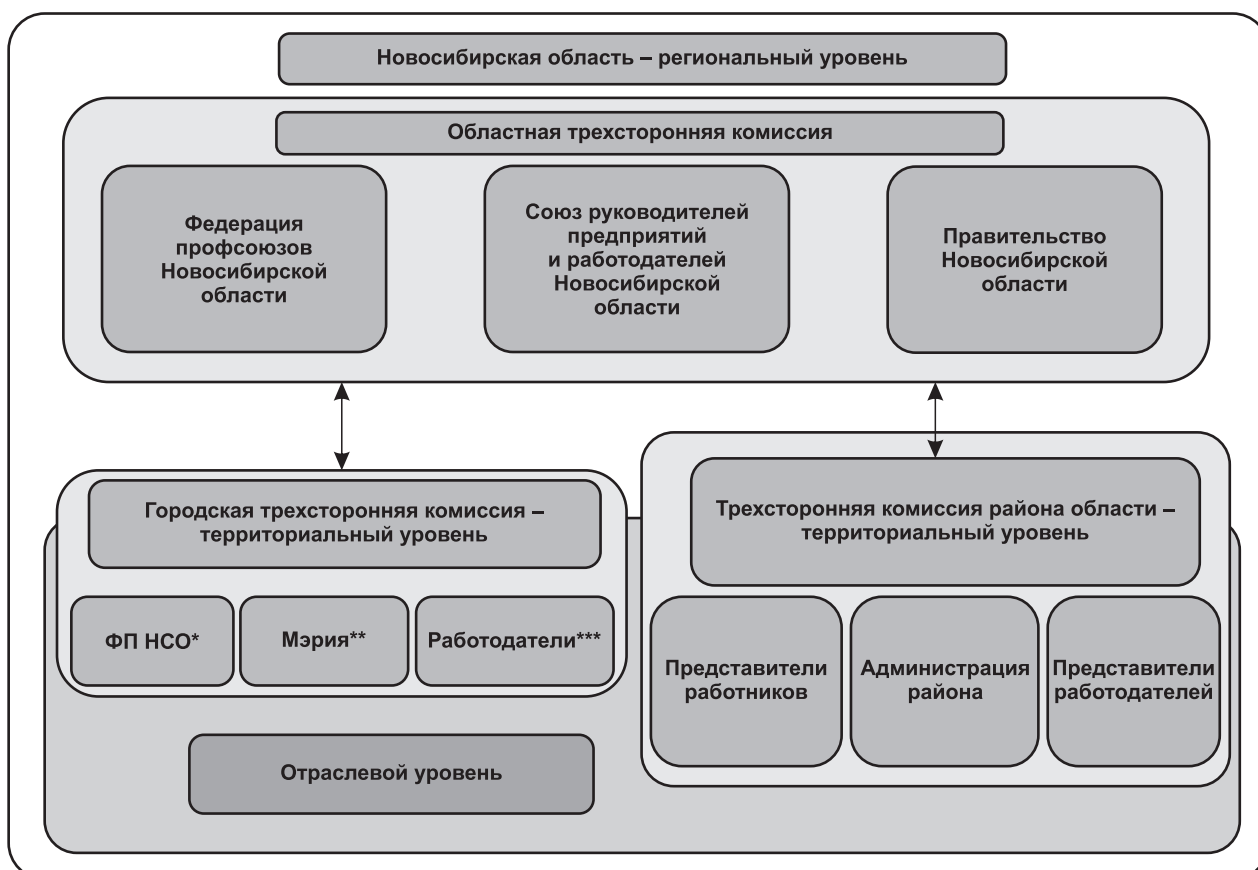 Новосибирская область – региональный уровень
Областная трехсторонняя комиссия
Федерация
профсоюзов
Новосибирской
области
Союз руководителей
предприятий
и работодателей
Новосибирской
области
Правительство
Новосибирской
области
Городская трехсторонняя комиссия –
территориальный уровень
ФП НСО*
Мэрия**
Работодатели***
Трехсторонняя комиссия района области –
территориальный уровень
Представители
работников
Администрация
района
Представители
работодателей
Отраслевой уровень